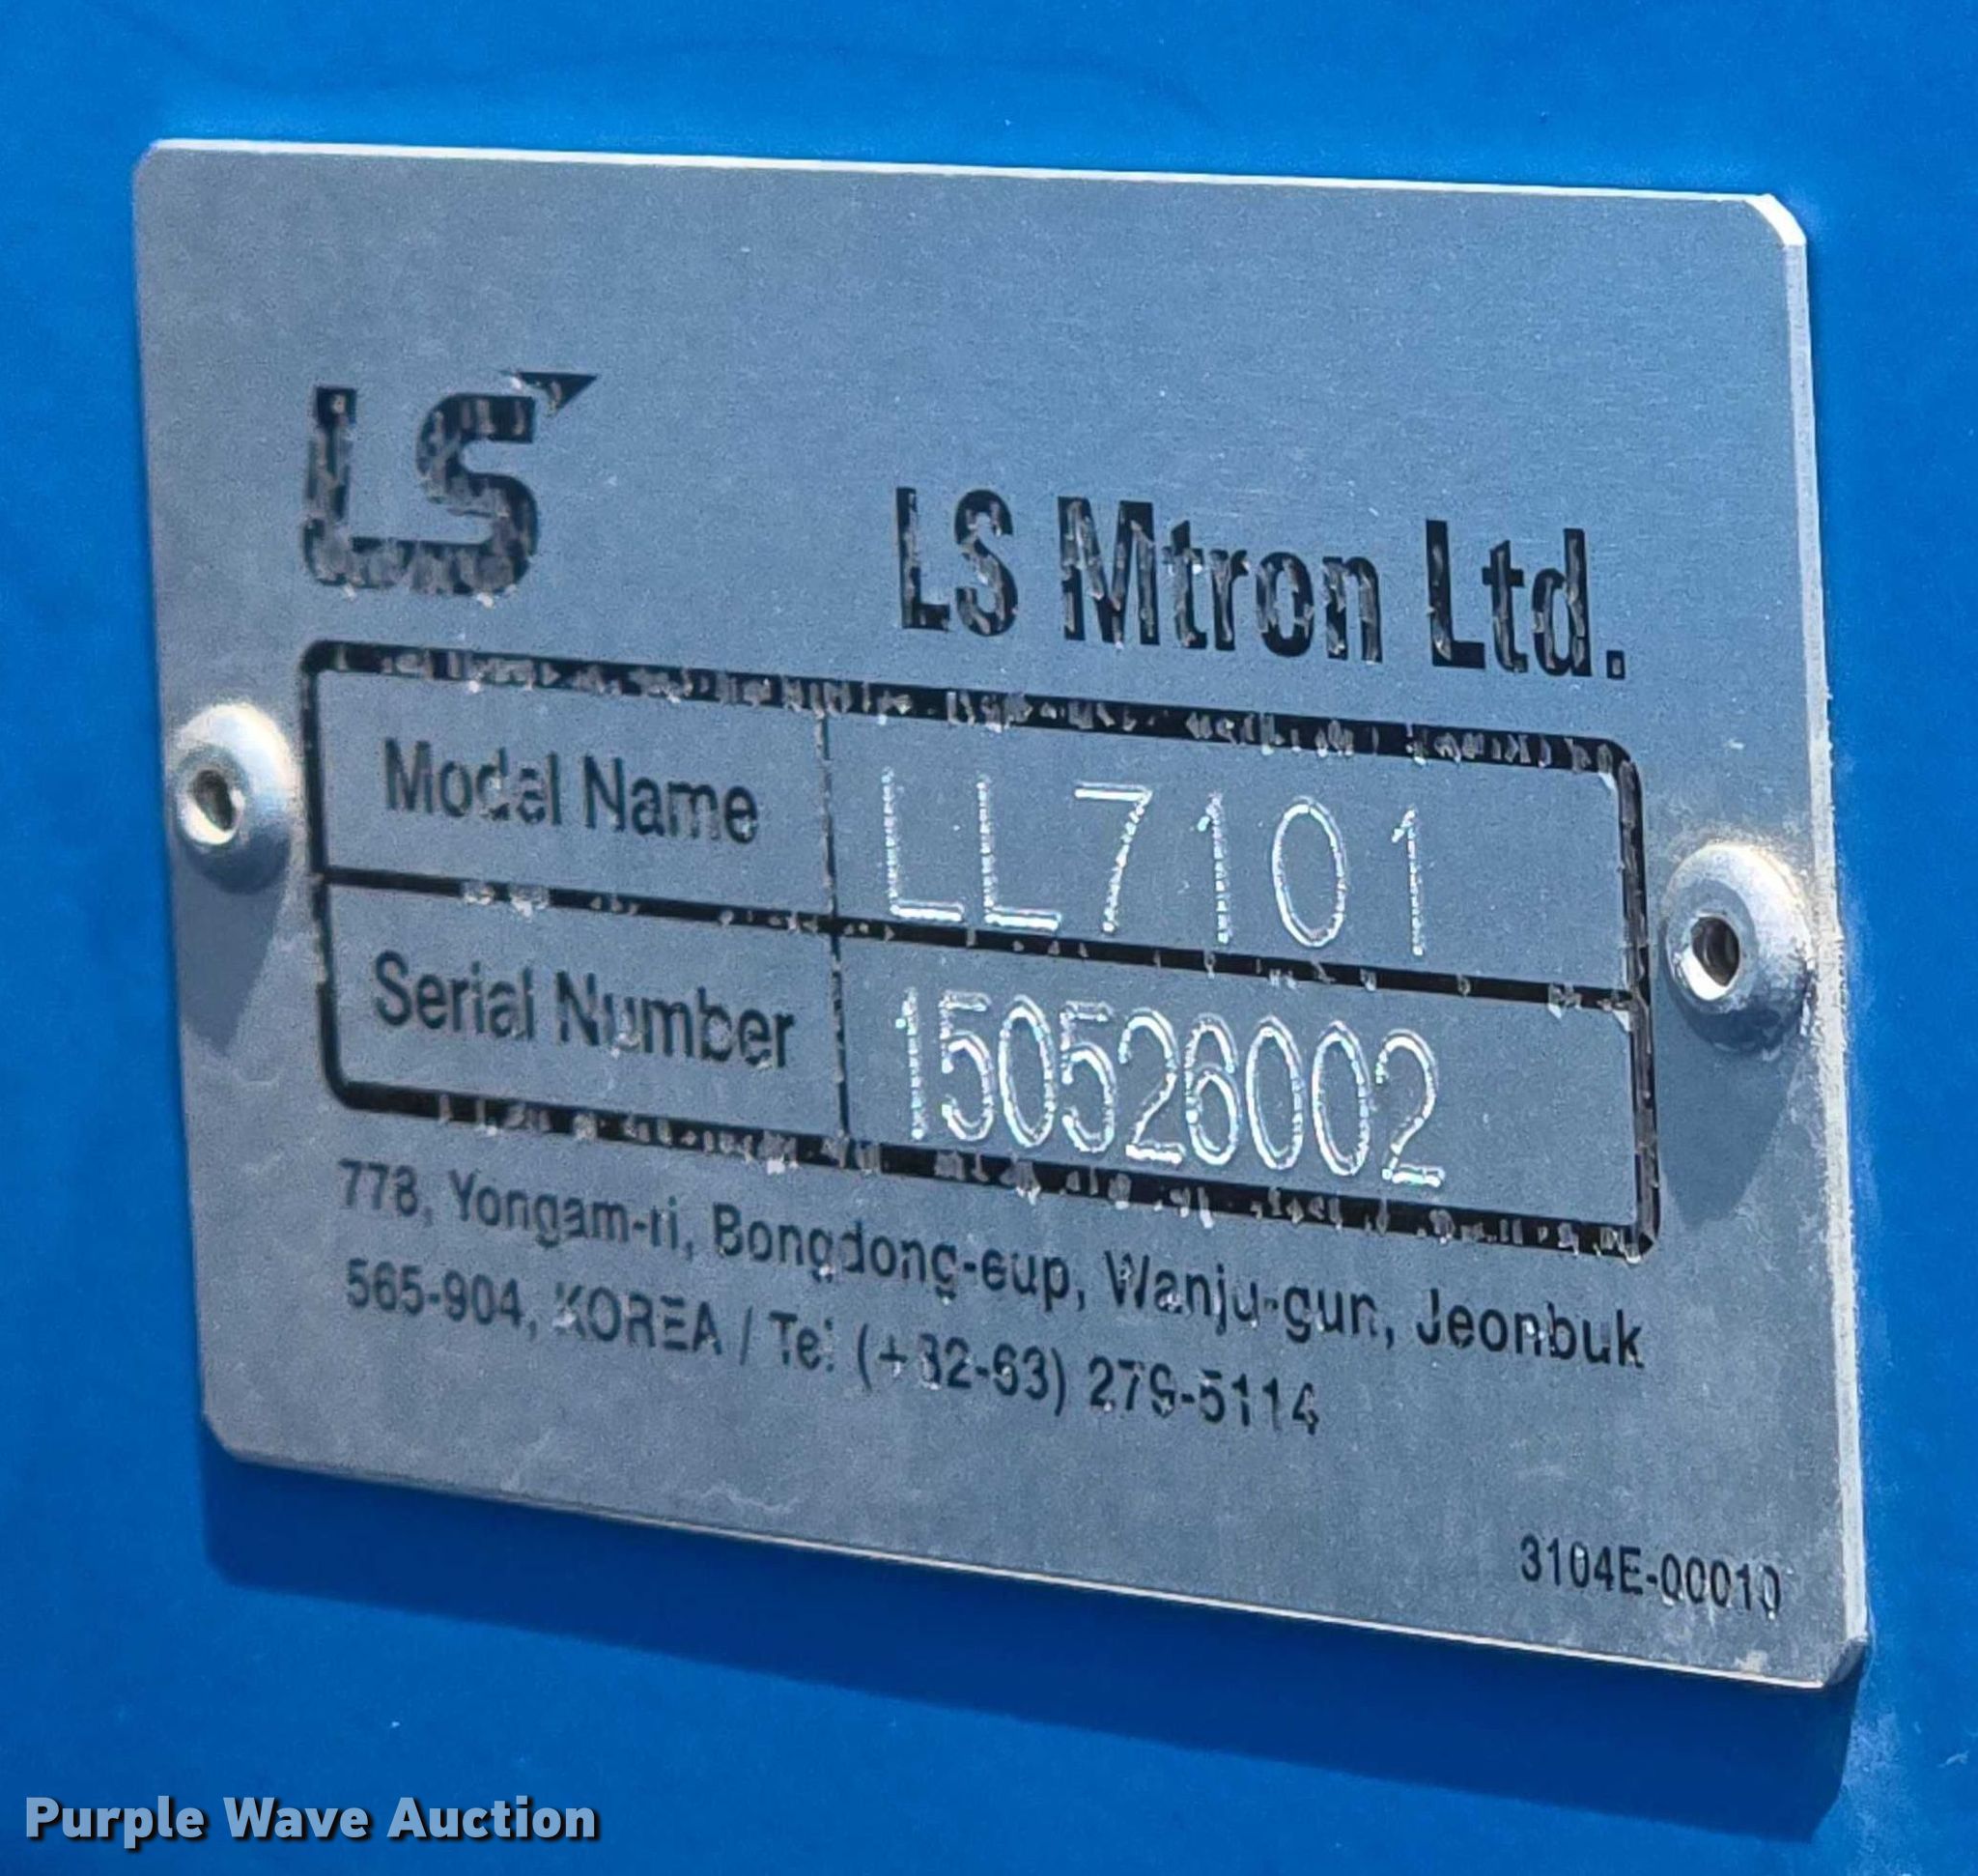 LS
LS Mtron Ltd.
Model Name LL7101
Serial Number 150526002
778, Yongam-ri, Bongdong-eup, Wanju-gun, Jeonbuk
565-904, KOREA / Tel (+82-63) 279-5114
3104E-00010
Purple Wave Auction